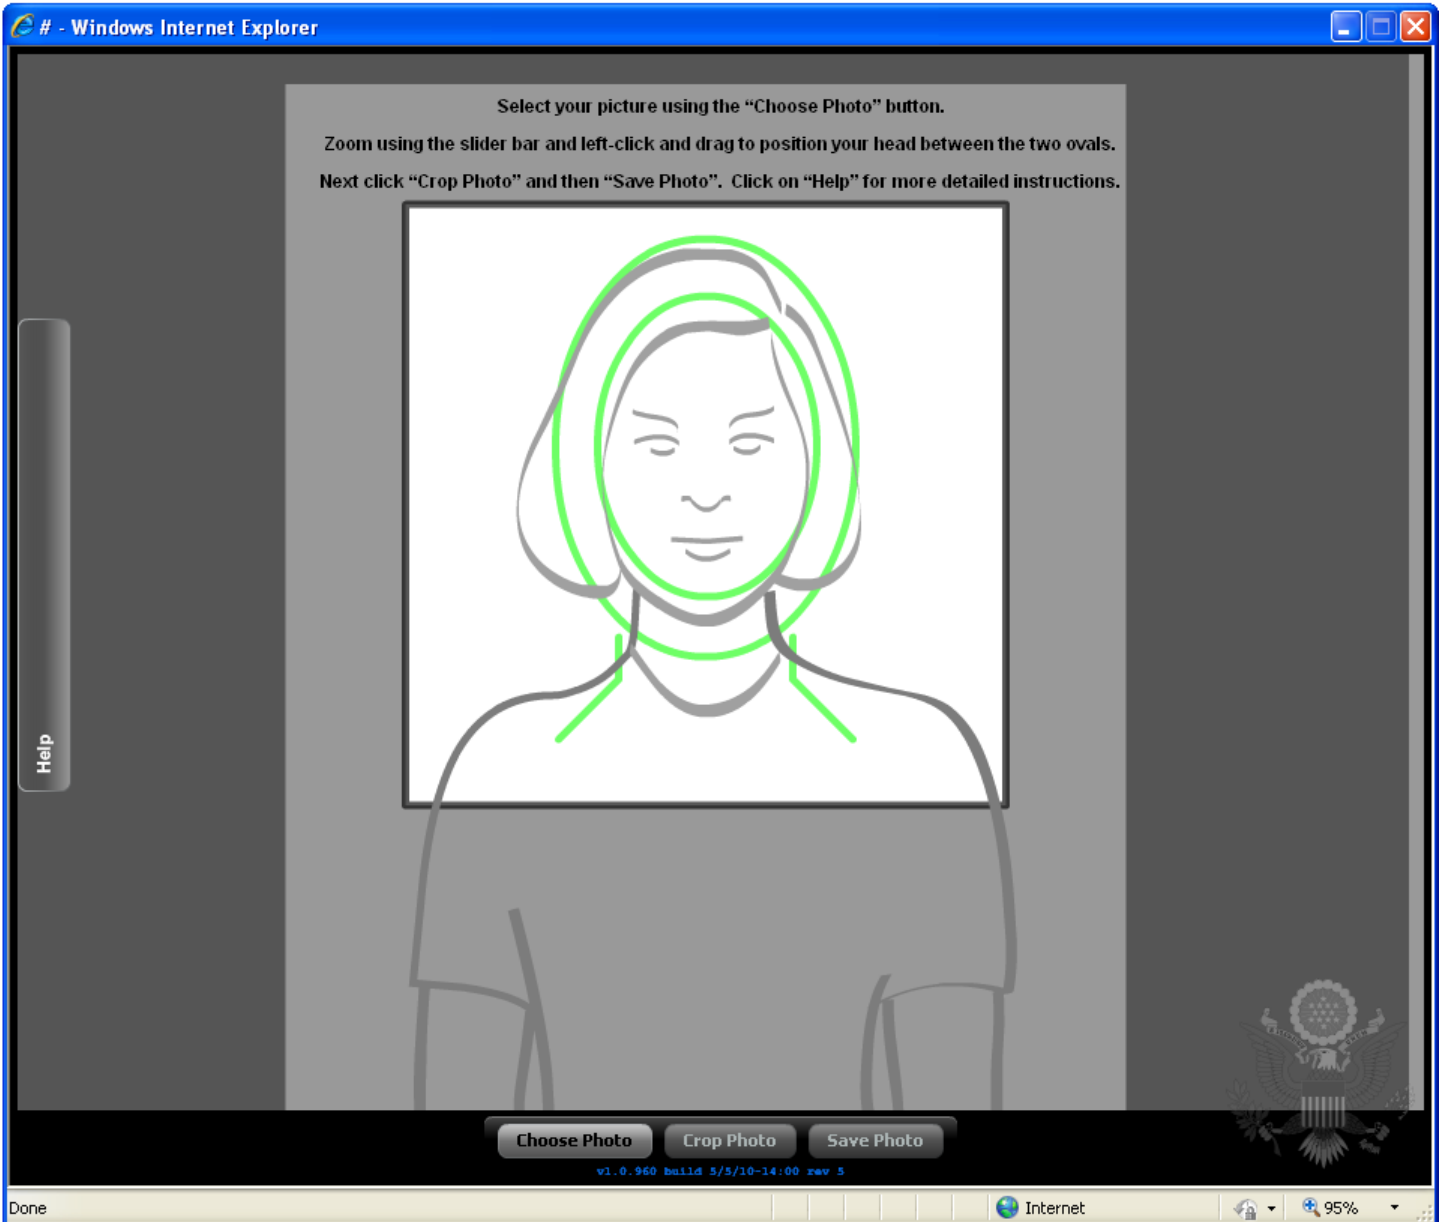 # - Windows Internet Explorer
Select your picture using the “Choose Photo” button.
Zoom using the slider bar and left-click and drag to position your head between the two ovals.
Next click “Crop Photo” and then “Save Photo”.  Click on “Help” for more detailed instructions.
Help
Choose Photo
Crop Photo
Save Photo
v1.0.960 build 5/5/10-14:00 rev 5
Done
Internet
95%